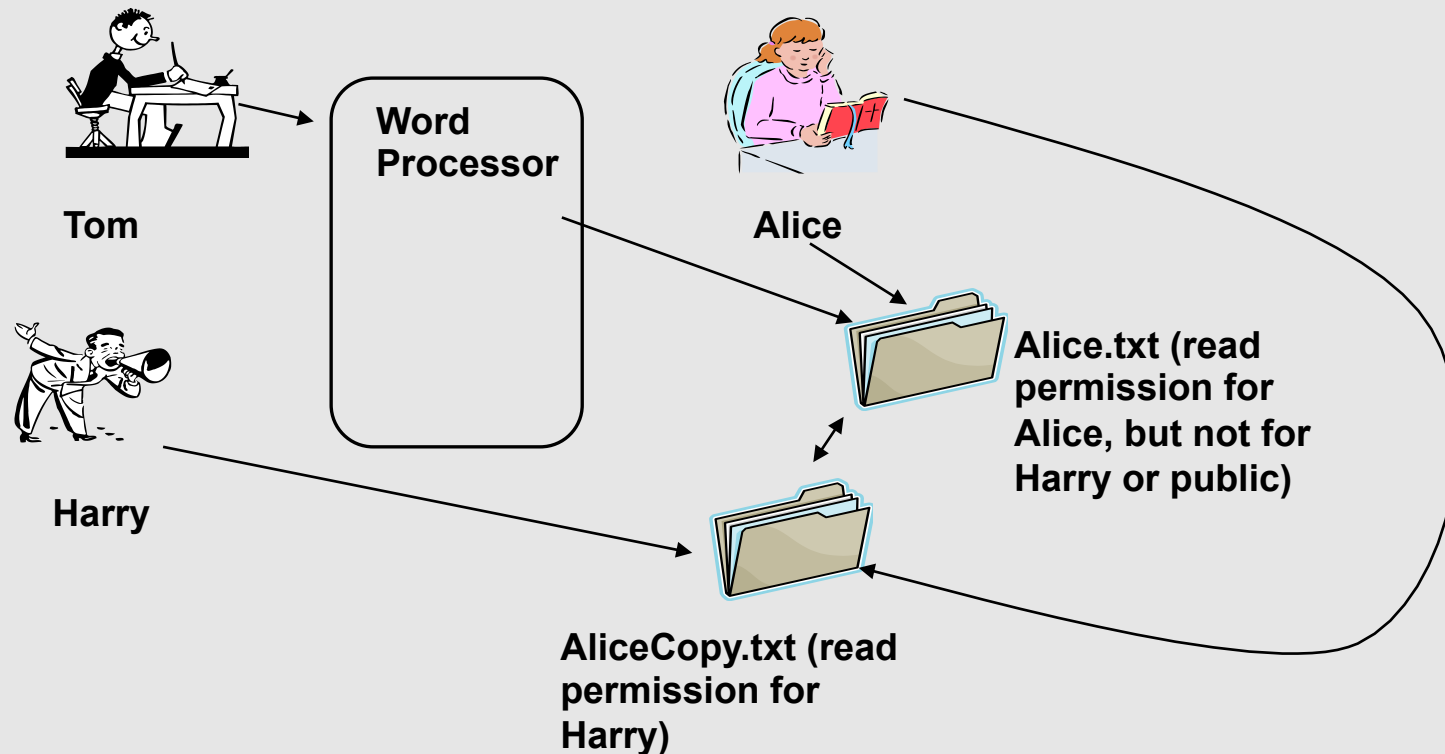 Word
Processor
Tom
Alice
Alice.txt (read
permission for
Alice, but not for
Harry or public)
Harry
AliceCopy.txt (read
permission for
Harry)